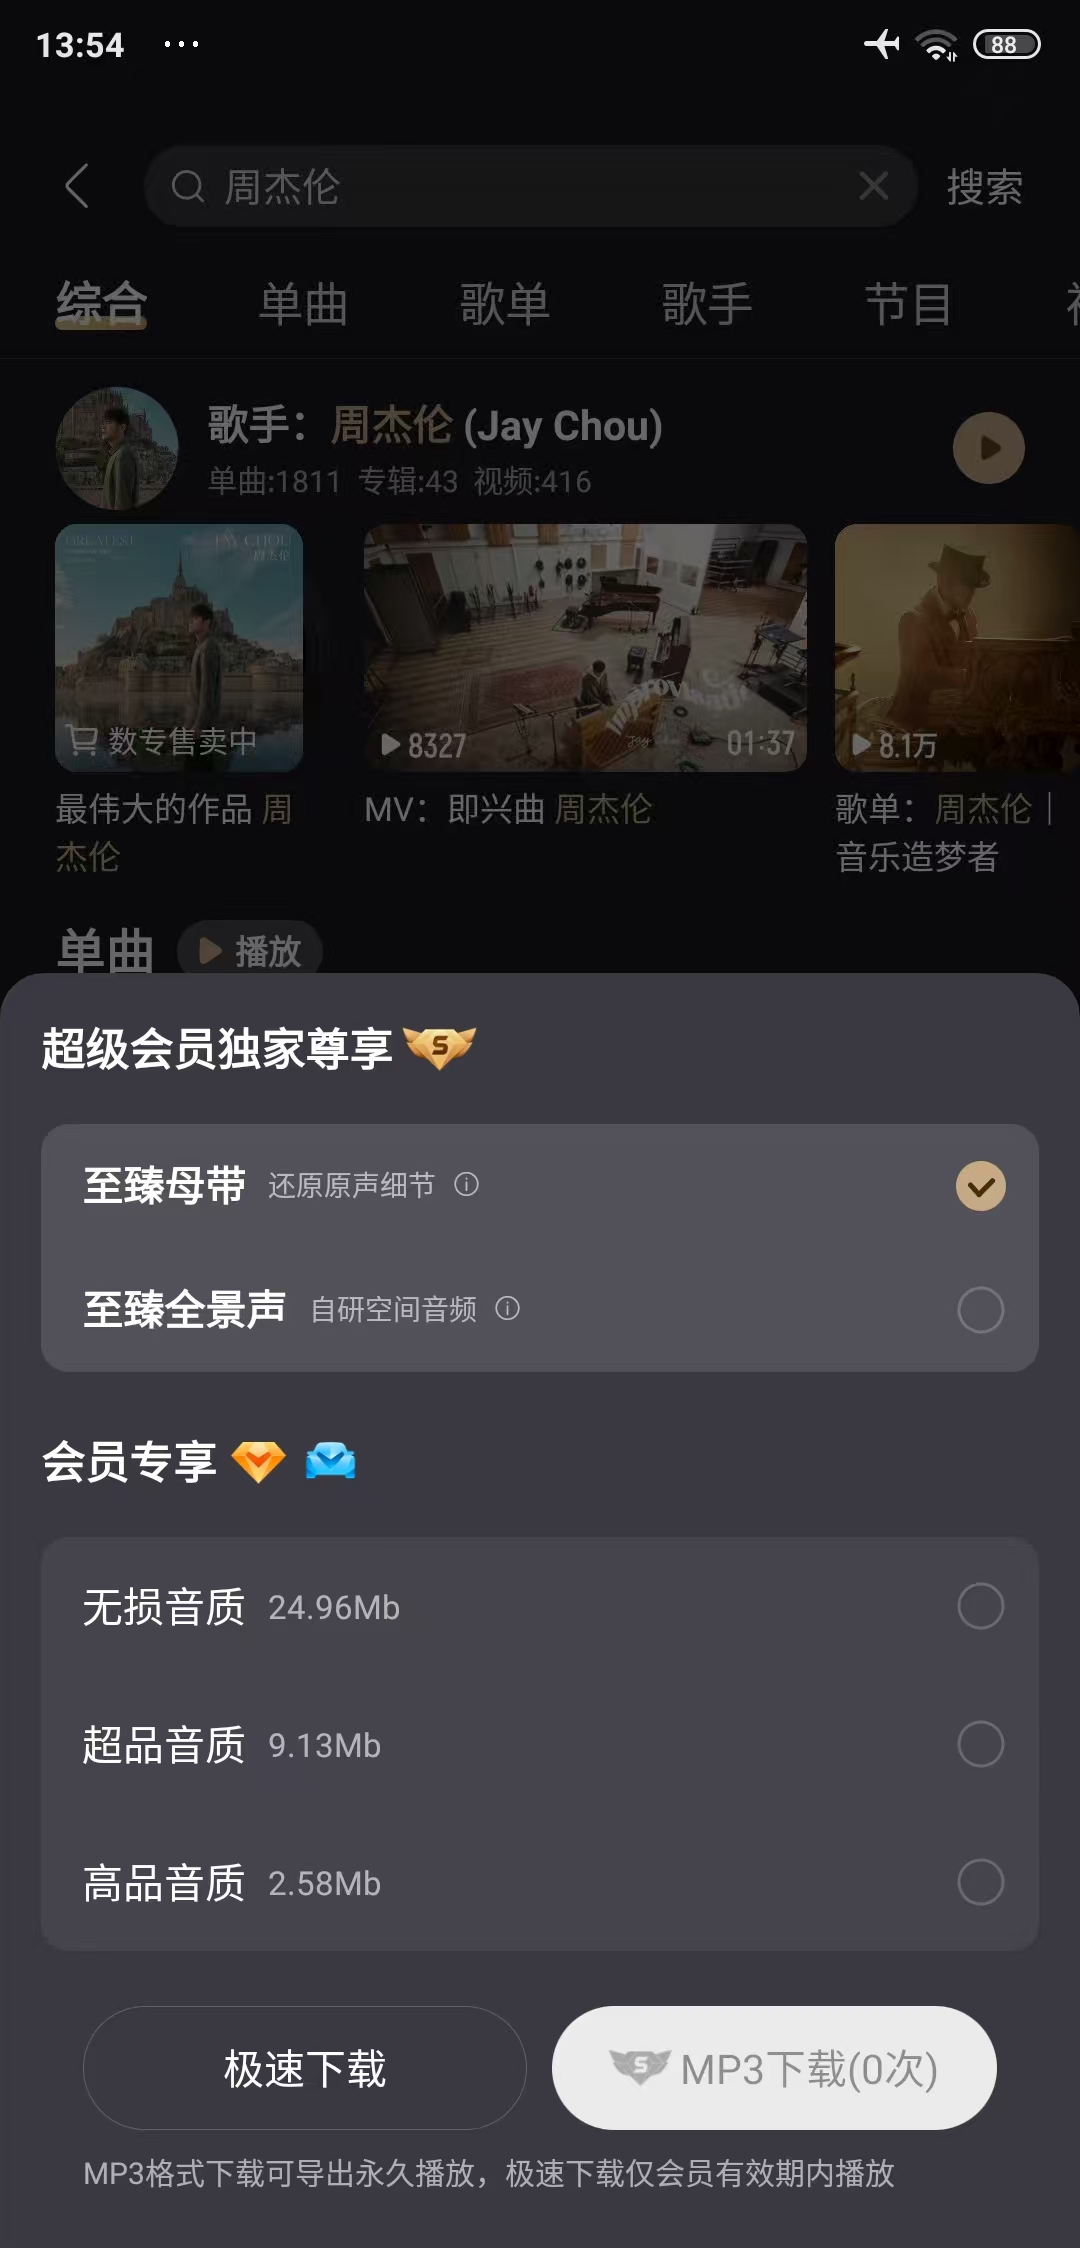 13:54 ...
88
周杰伦
搜索
综合 单曲 歌单 歌手 节目
歌手：周杰伦 (Jay Chou)
单曲:1811 专辑:43 视频:416
GREATEST
JAY CHOU
周杰伦
数专售卖中
8327
01:37
8.1万
最伟大的作品 周
杰伦
MV：即兴曲 周杰伦
歌单：周杰伦｜
音乐造梦者
单曲 播放
超级会员独家尊享 S
至臻母带 还原原声细节
至臻全景声 自研空间音频
会员专享
无损音质 24.96Mb
超品音质 9.13Mb
高品音质 2.58Mb
极速下载
S MP3下载(0次)
MP3格式下载可导出永久播放，极速下载仅会员有效期内播放